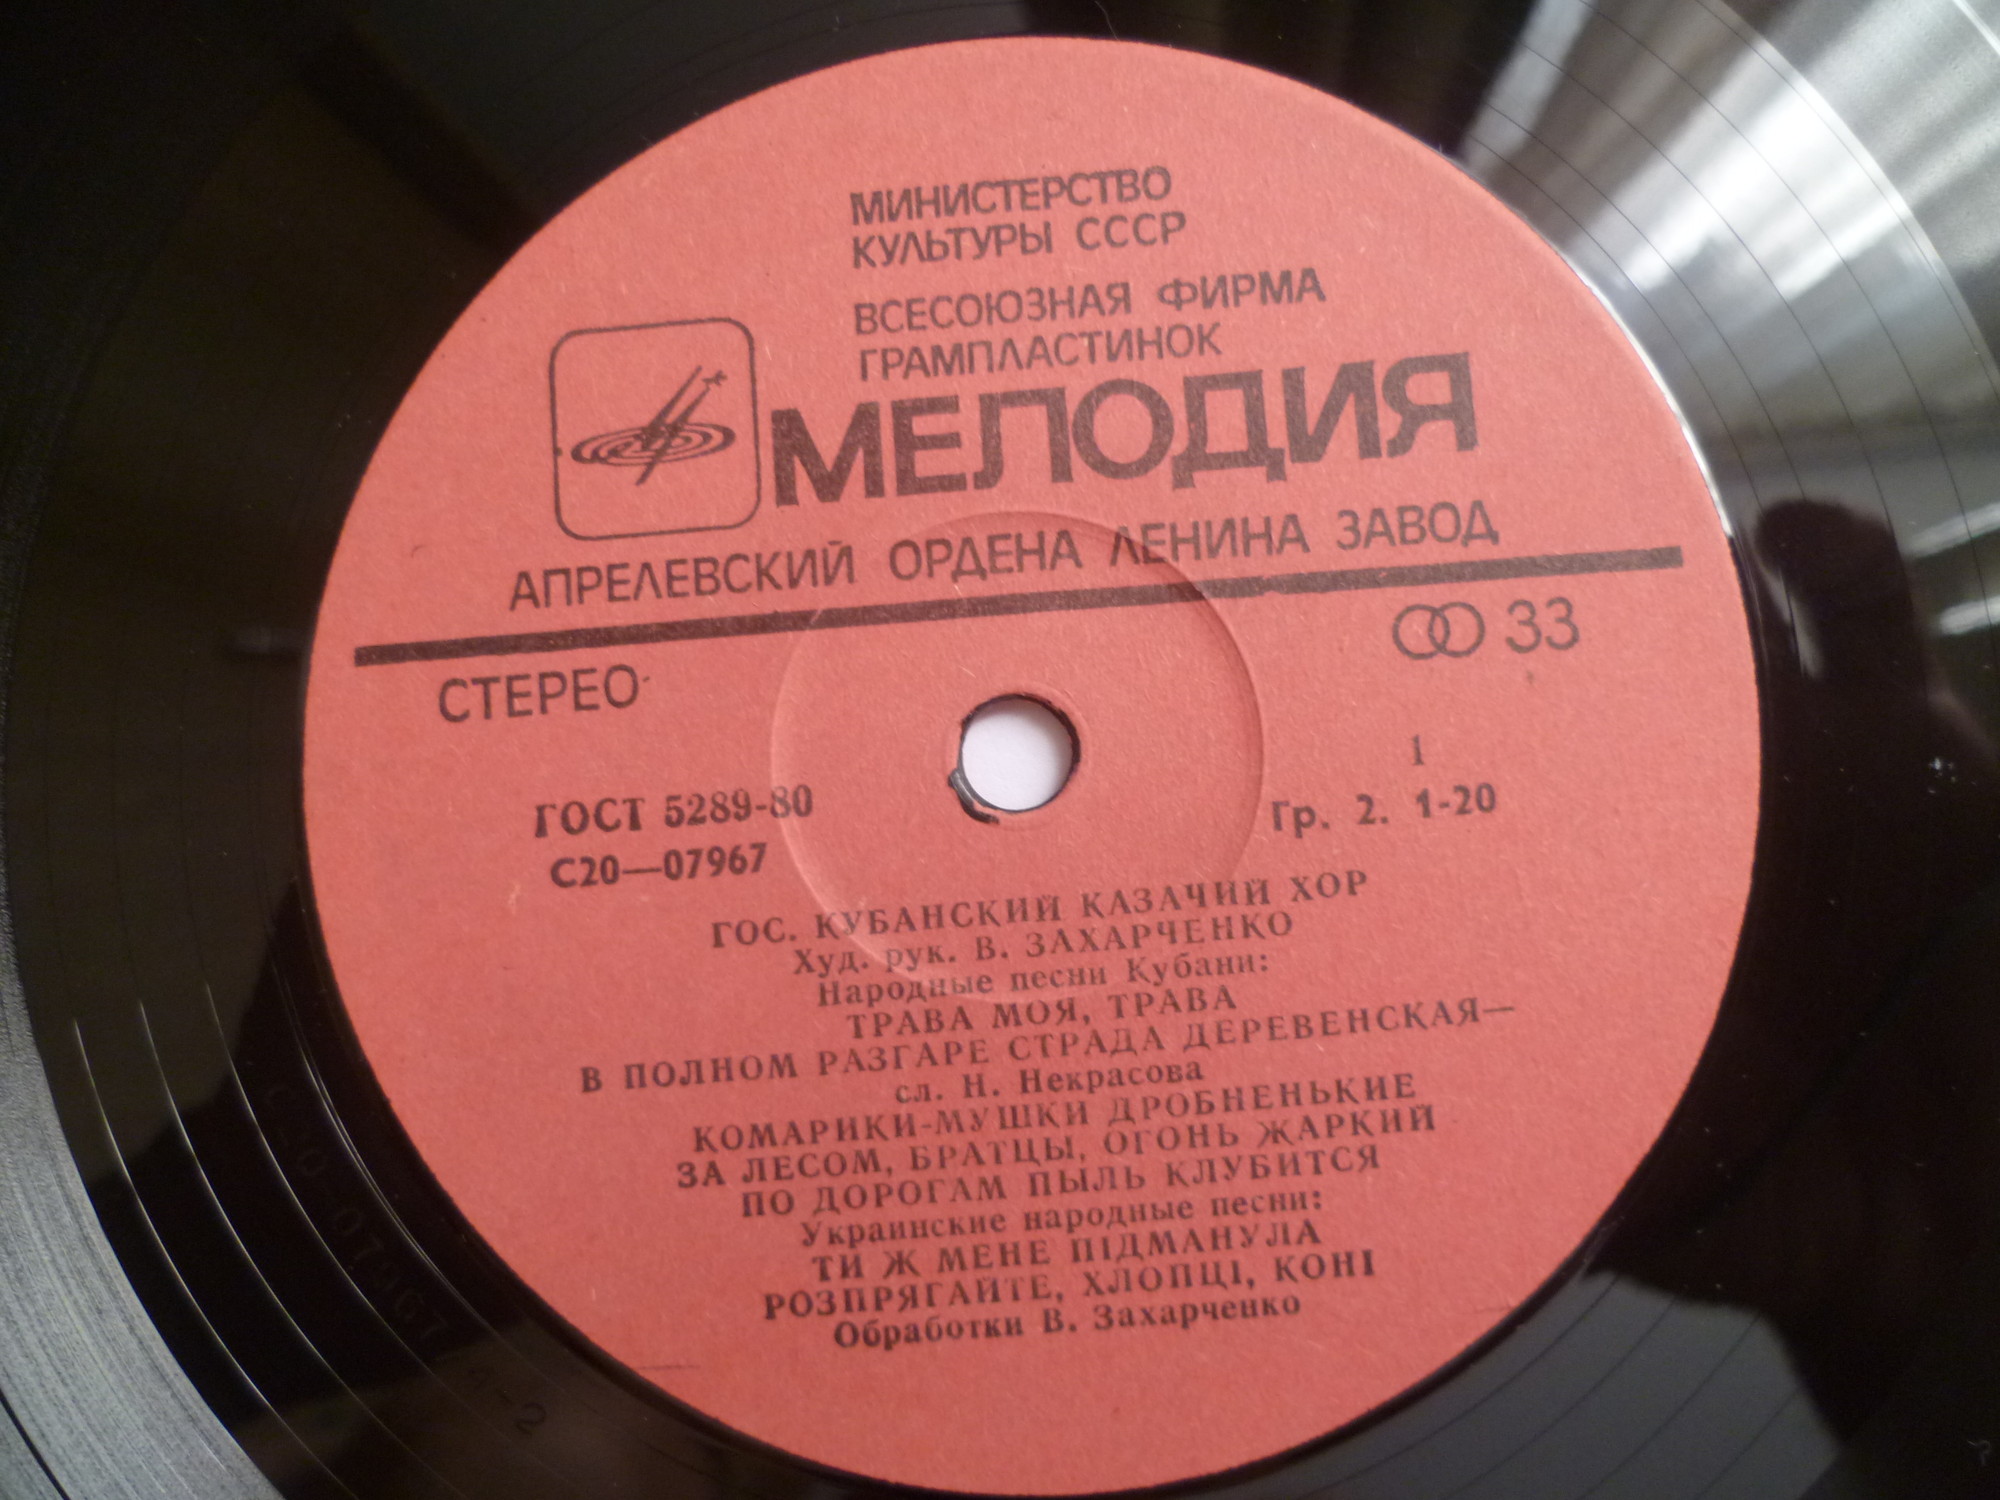 МИНИСТЕРСТВО
КУЛЬТУРЫ СССР
ВСЕСОЮЗНАЯ ФИРМА
ГРАМПЛАСТИНОК
МЕЛОДИЯ
АПРЕЛЕВСКИЙ ОРДЕНА ЛЕНИНА ЗАВОД
СТЕРЕО 33
1
ГОСТ 5289-80 Гр. 2. 1-20
С20—07967
ГОС. КУБАНСКИЙ КАЗАЧИЙ ХОР
Худ. рук. В. ЗАХАРЧЕНКО
Народные песни Кубани:
ТРАВА МОЯ, ТРАВА
В ПОЛНОМ РАЗГАРЕ СТРАДА ДЕРЕВЕНСКАЯ—
сл. Н. Некрасова
КОМАРИКИ-МУШКИ ДРОБНЕНЬКИЕ
ЗА ЛЕСОМ, БРАТЦЫ, ОГОНЬ ЖАРКИЙ
ПО ДОРОГАМ ПЫЛЬ КЛУБИТСЯ
Украинские народные песни:
ТИ Ж МЕНЕ ПІДМАНУЛА
РОЗПРЯГАЙТЕ, ХЛОПЦІ, КОНІ
Обработки В. Захарченко